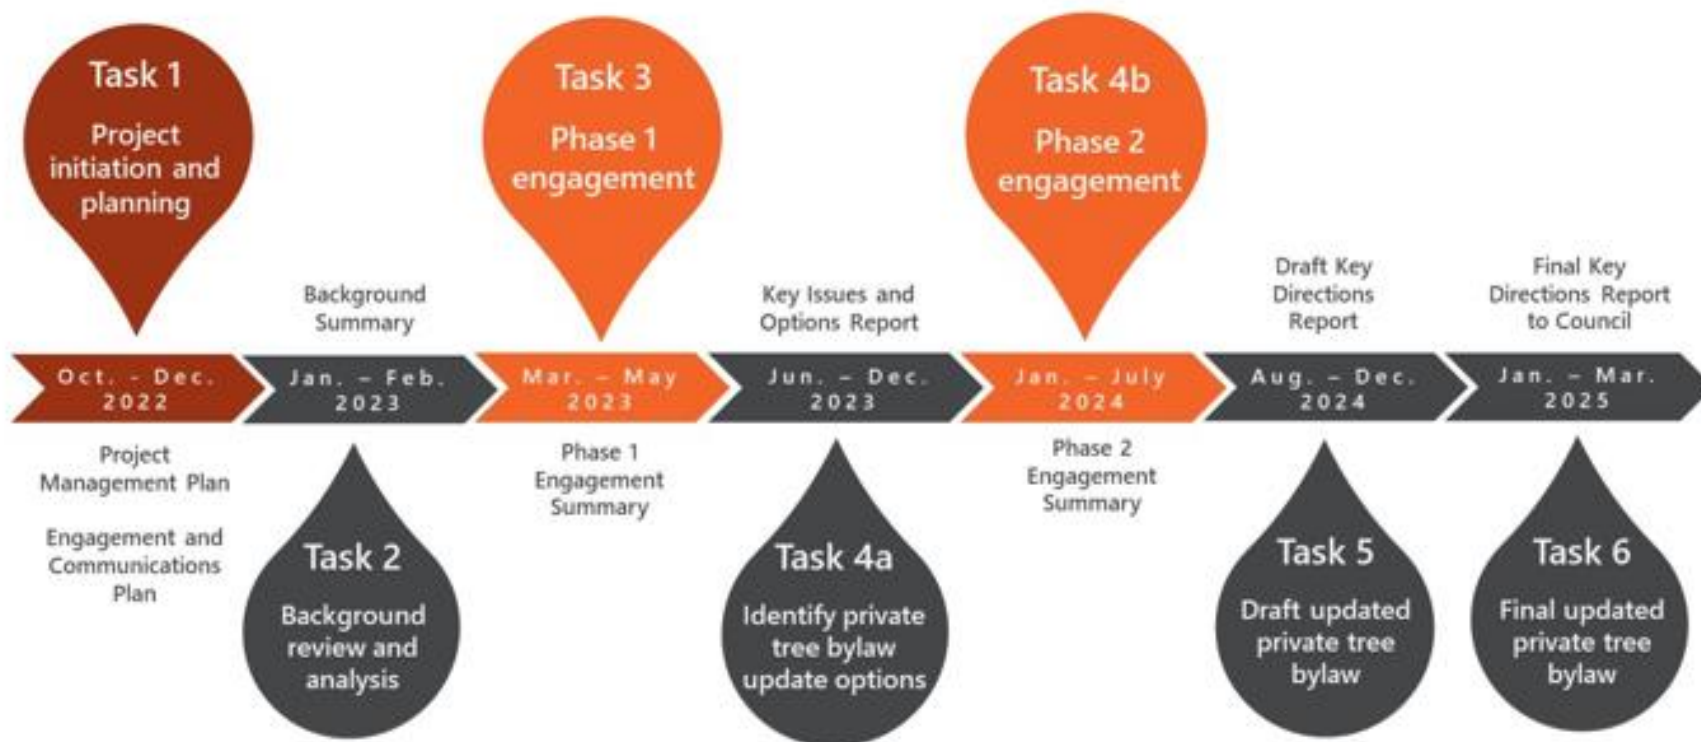 Task 1
Project
initiation and
planning
Task 3
Phase 1
engagement
Task 4b
Phase 2
engagement
Background
Summary
Key Issues and
Options Report
Draft Key
Directions
Report
Final Key
Directions Report
to Council
Oct. - Dec.
2022
Jan. – Feb.
2023
Mar. – May
2023
Jun. – Dec.
2023
Jan. – July
2024
Aug. – Dec.
2024
Jan. – Mar.
2025
Project
Management Plan
Engagement and
Communications
Plan
Phase 1
Engagement
Summary
Phase 2
Engagement
Summary
Task 2
Background
review and
analysis
Task 4a
Identify private
tree bylaw
update options
Task 5
Draft updated
private tree
bylaw
Task 6
Final updated
private tree
bylaw